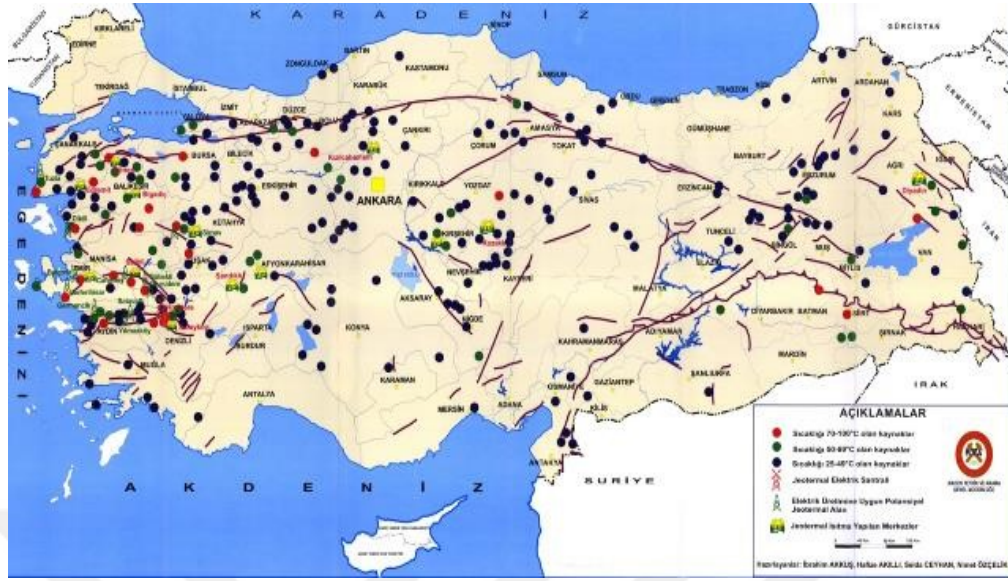 K A R A D E N İ Z
BULGARİSTAN
YUNANİSTAN
GÜRCİSTAN
ERMENİSTAN
KIRKLARELİ
EDİRNE
TEKİRDAĞ
İSTANBUL
SİNOP
BARTIN
ZONGULDAK
KASTAMONU
KARABÜK
SAMSUN
ORDU
GİRESUN
TRABZON
RİZE
ARTVİN
ARDAHAN
KARS
İZMİT
DÜZCE
BOLU
ÇANKIRI
ÇORUM
AMASYA
TOKAT
GÜMÜŞHANE
BAYBURT
ERZURUM
AĞRI
IĞDIR
ÇANAKKALE
BURSA
BİLECİK
Kızılcahamam
BALIKESİR
ESKİŞEHİR
ANKARA
KIRIKKALE
YOZGAT
SİVAS
ERZİNCAN
Diyadin
İRAN
KÜTAHYA
Simav
Dikili
KIRŞEHİR
Kozaklı
TUNCELİ
BİNGÖL
MUŞ
VAN
MANİSA
UŞAK
AFYONKARAHİSAR
Sandıklı
NEVŞEHİR
KAYSERİ
ELAZIĞ
BİTLİS
İZMİR
AKSARAY
MALATYA
AYDIN
DENİZLİ
ISPARTA
BURDUR
KONYA
NİĞDE
KAHRAMANMARAŞ
ADIYAMAN
DİYARBAKIR
BATMAN
SİİRT
ŞIRNAK
HAKKARİ
MUĞLA
ANTALYA
KARAMAN
MERSİN
ADANA
OSMANİYE
GAZİANTEP
KİLİS
ŞANLIURFA
MARDİN
ANTAKYA
E G E D E N İ Z İ
A K D E N İ Z
SURİYE
IRAK
AÇIKLAMALAR
Sıcaklığı 70-100°C olan kaynaklar
Sıcaklığı 50-69°C olan kaynaklar
Sıcaklığı 25-49°C olan kaynaklar
Jeotermal Elektrik Santrali
Elektrik Üretimine Uygun Potansiyel
Jeotermal Alan
Jeotermal Isıtma Yapılan Merkezler
Hazırlayanlar: İbrahim AKKUŞ, Hafize AKILLI, Selda CEYHAN, Nimet ÖZÇELİK